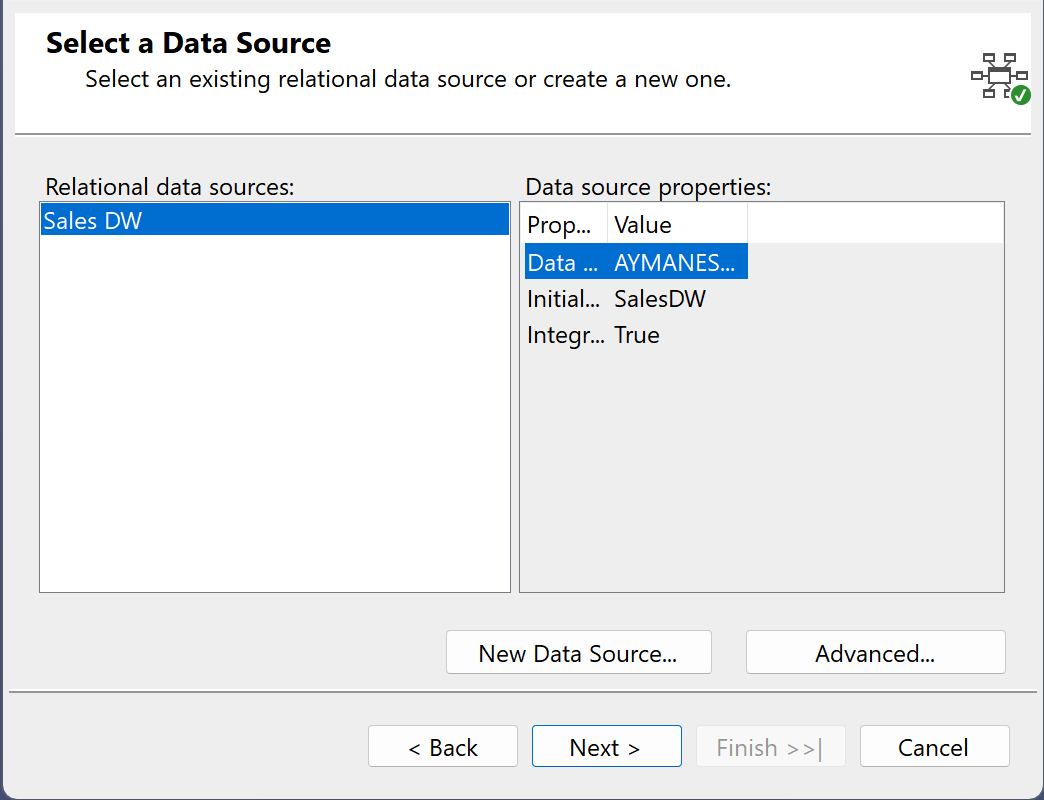 Select a Data Source
Select an existing relational data source or create a new one.
Relational data sources:
Sales DW
Data source properties:
Prop... Value
Data ... AYMANES...
Initial... SalesDW
Integr... True
New Data Source... Advanced...
< Back Next > Finish >>| Cancel